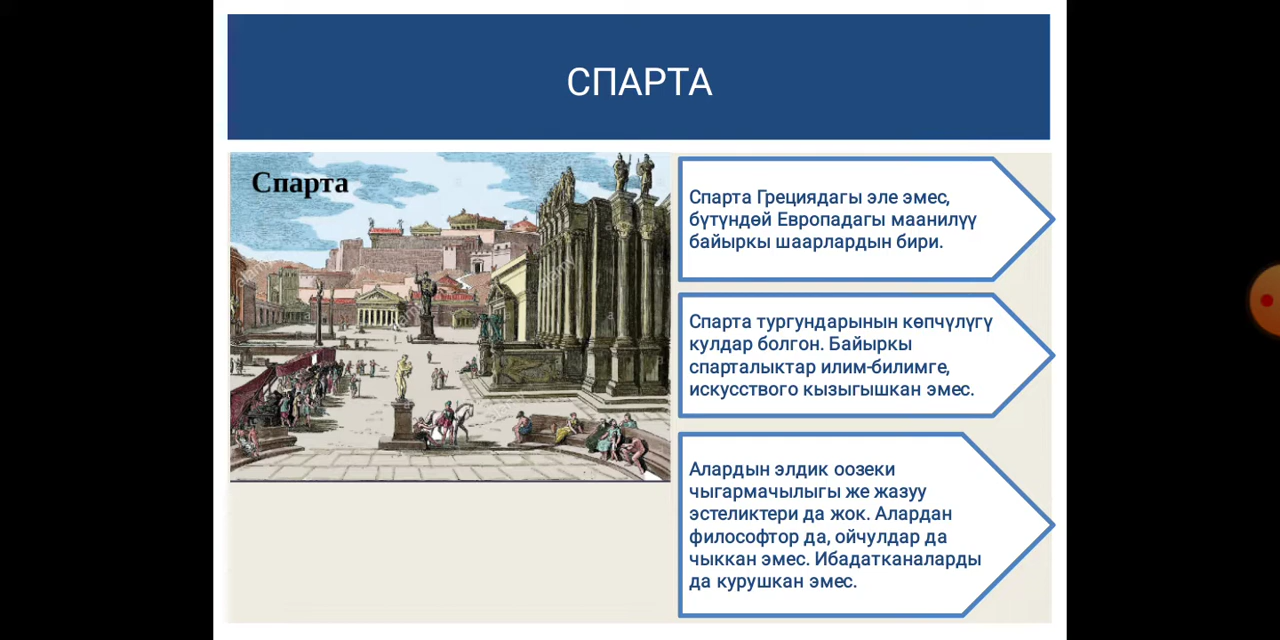 СПАРТА
Спарта
Спарта Грециядагы эле эмес,
бүтүндөй Европадагы маанилүү
байыркы шаарлардын бири.
Спарта тургундарынын көпчүлүгү
кулдар болгон. Байыркы
спарталыктар илим-билимге,
искусствого кызыгышкан эмес.
Алардын элдик оозеки
чыгармачылыгы же жазуу
эстеликтери да жок. Алардан
философтор да, ойчулдар да
чыккан эмес. Ибадатканаларды
да курушкан эмес.